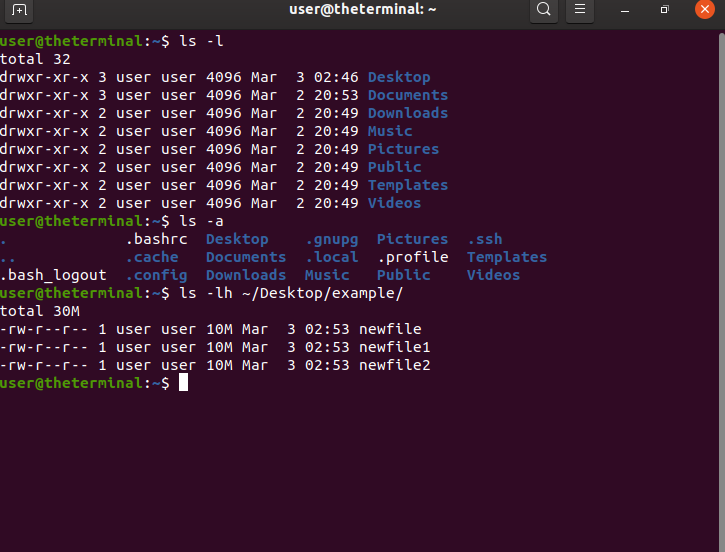 user@theterminal: ~
user@theterminal:~$ ls -l
total 32
drwxr-xr-x 3 user user 4096 Mar  3 02:46 Desktop
drwxr-xr-x 3 user user 4096 Mar  2 20:53 Documents
drwxr-xr-x 2 user user 4096 Mar  2 20:49 Downloads
drwxr-xr-x 2 user user 4096 Mar  2 20:49 Music
drwxr-xr-x 2 user user 4096 Mar  2 20:49 Pictures
drwxr-xr-x 2 user user 4096 Mar  2 20:49 Public
drwxr-xr-x 2 user user 4096 Mar  2 20:49 Templates
drwxr-xr-x 2 user user 4096 Mar  2 20:49 Videos
user@theterminal:~$ ls -a
.             .bashrc  Desktop    .gnupg  Pictures  .ssh
..            .cache   Documents  .local  .profile  Templates
.bash_logout  .config  Downloads  Music   Public    Videos
user@theterminal:~$ ls -lh ~/Desktop/example/
total 30M
-rw-r--r-- 1 user user 10M Mar  3 02:53 newfile
-rw-r--r-- 1 user user 10M Mar  3 02:53 newfile1
-rw-r--r-- 1 user user 10M Mar  3 02:53 newfile2
user@theterminal:~$